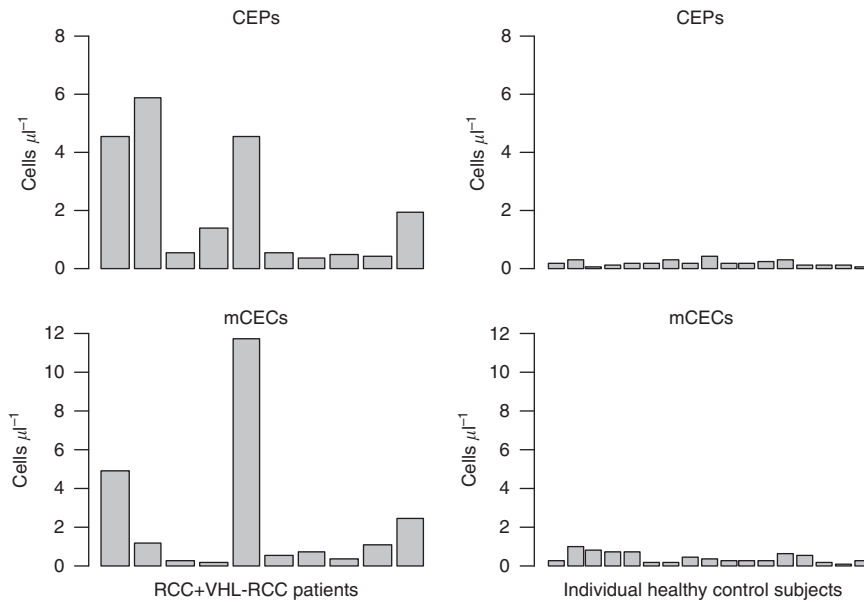 CEPs
8
6
4
2
0
Cells μl⁻¹
CEPs
8
6
4
2
0
Cells μl⁻¹
mCECs
12
10
8
6
4
2
0
Cells μl⁻¹
RCC+VHL-RCC patients
mCECs
12
10
8
6
4
2
0
Cells μl⁻¹
Individual healthy control subjects